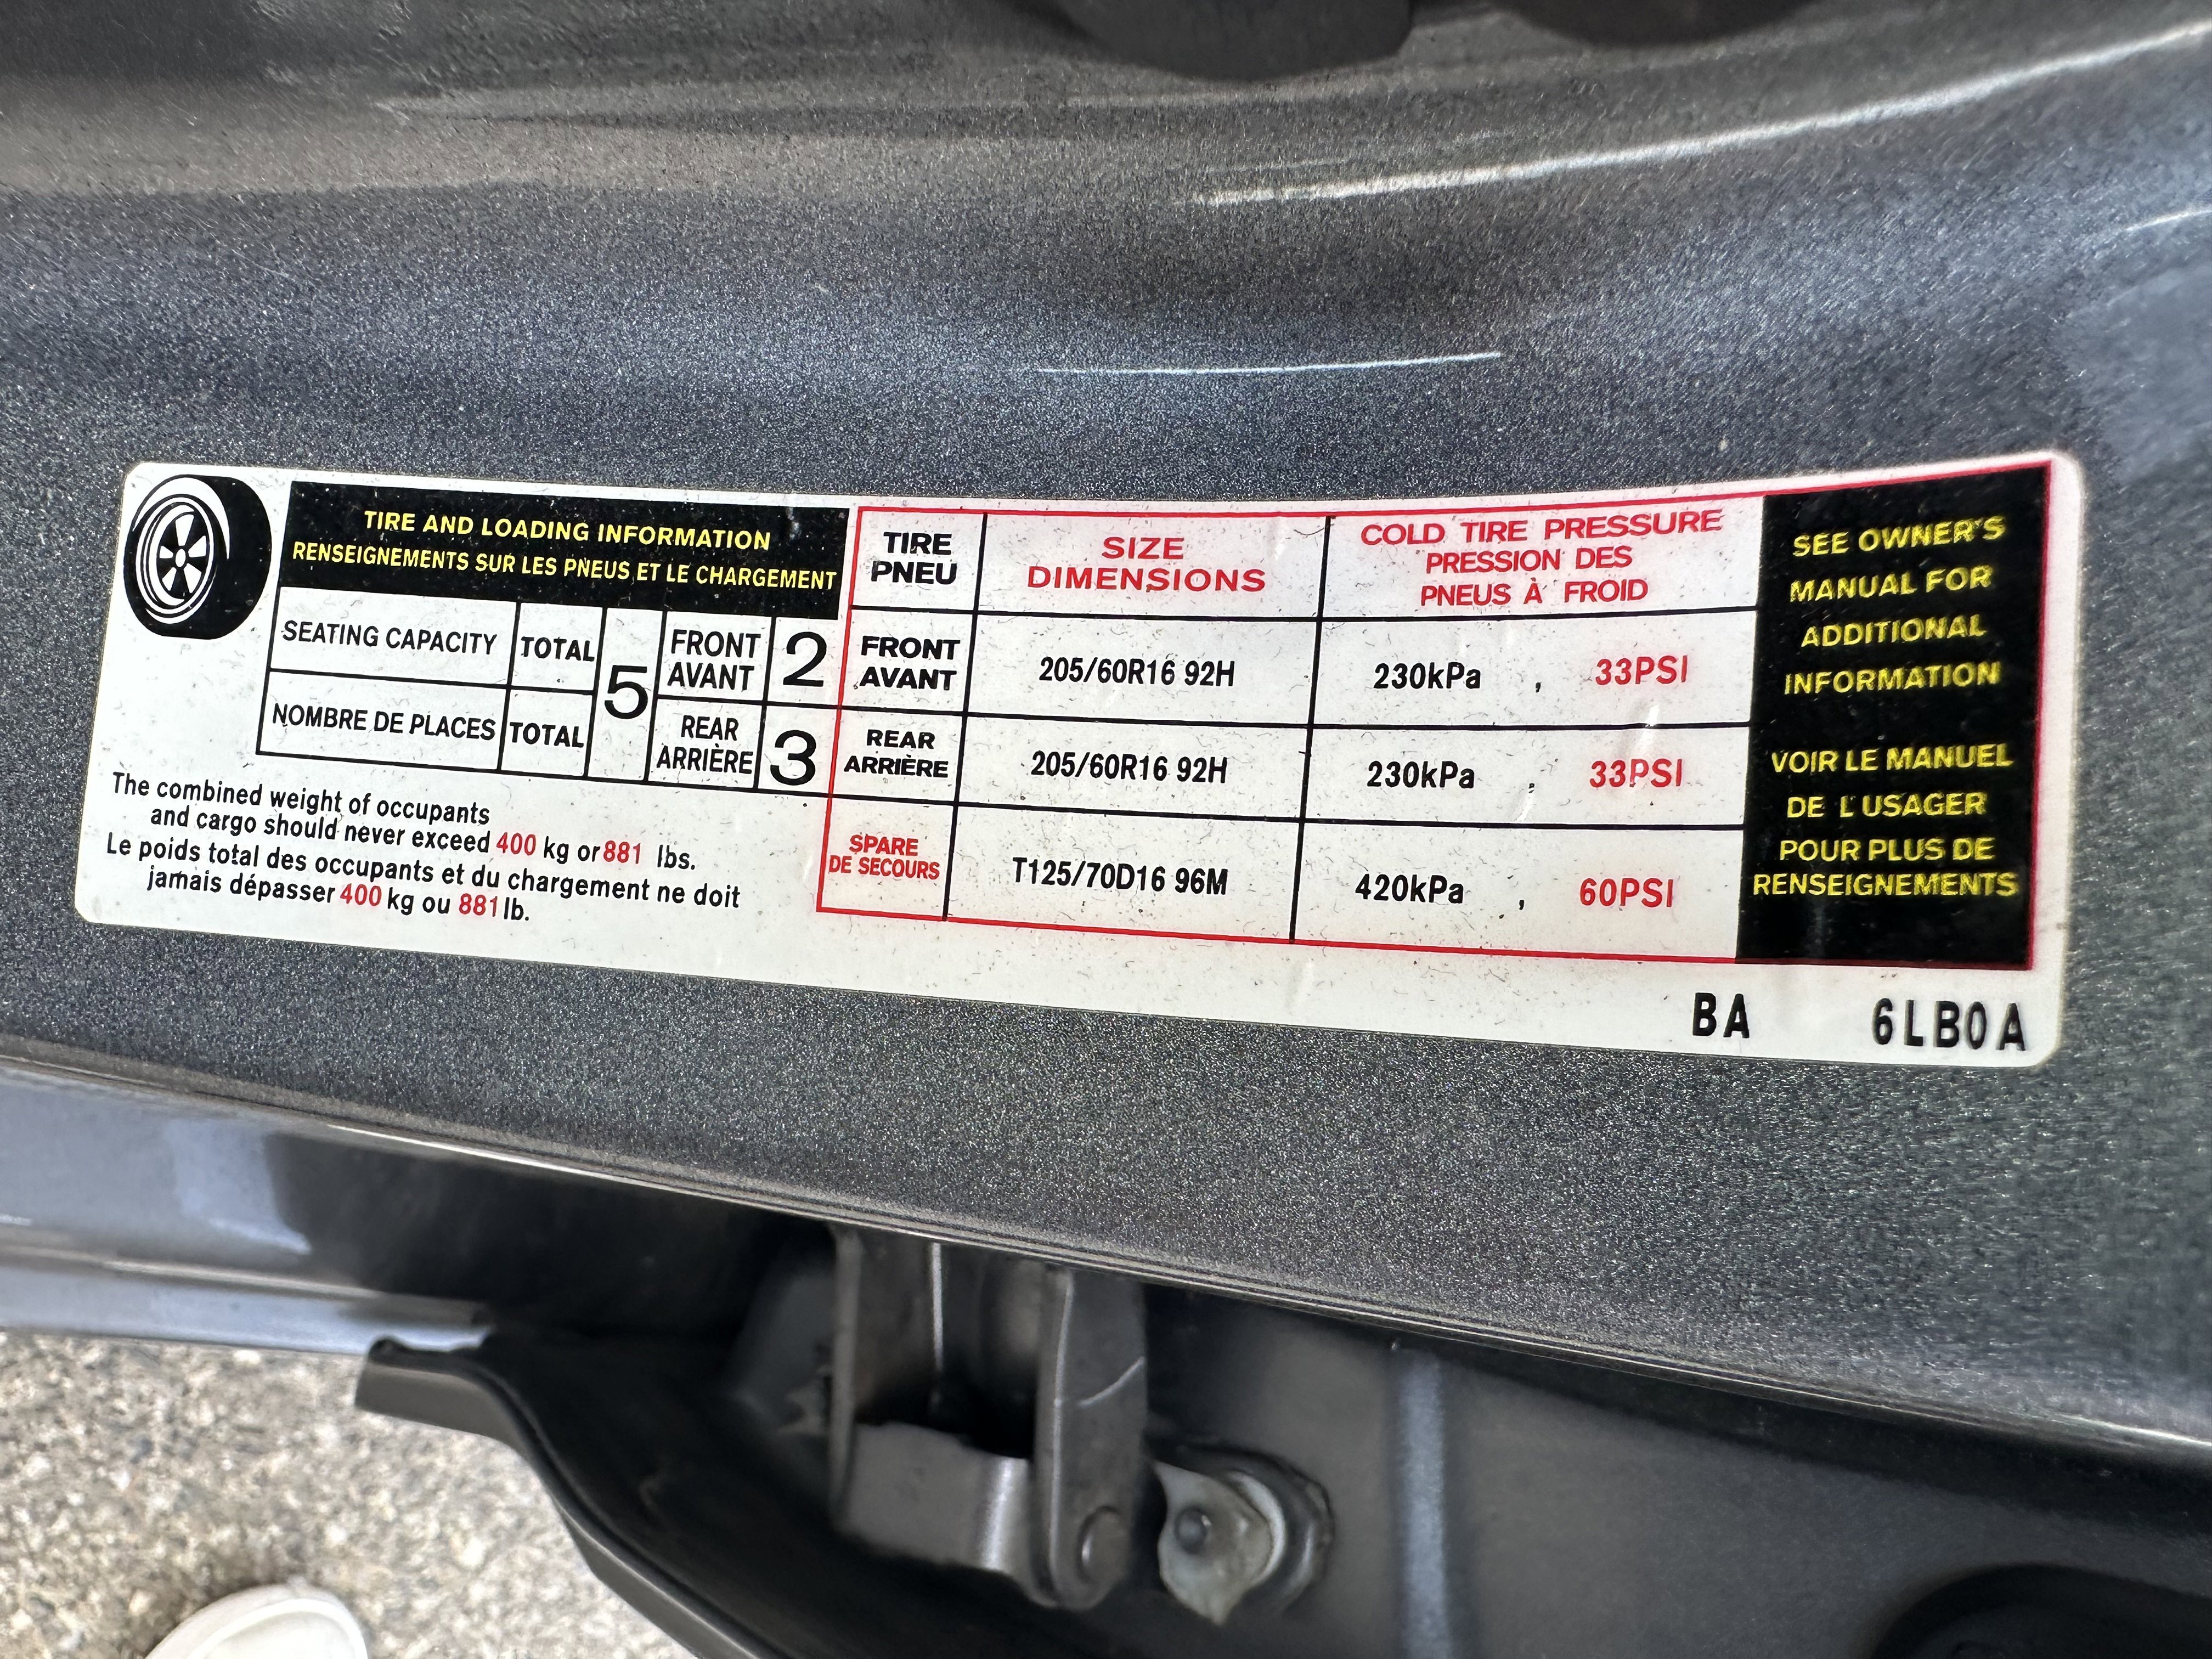 TIRE AND LOADING INFORMATION
RENSEIGNEMENTS SUR LES PNEUS ET LE CHARGEMENT
SEATING CAPACITY TOTAL 5 FRONT AVANT 2
NOMBRE DE PLACES TOTAL REAR ARRIÈRE 3
The combined weight of occupants
and cargo should never exceed 400 kg or 881 lbs.
Le poids total des occupants et du chargement ne doit
jamais dépasser 400 kg ou 881 lb.
TIRE PNEU SIZE DIMENSIONS COLD TIRE PRESSURE PRESSION DES PNEUS À FROID
FRONT AVANT 205/60R16 92H 230kPa , 33PSI
REAR ARRIÈRE 205/60R16 92H 230kPa , 33PSI
SPARE DE SECOURS T125/70D16 96M 420kPa , 60PSI
SEE OWNER'S
MANUAL FOR
ADDITIONAL
INFORMATION
VOIR LE MANUEL
DE L'USAGER
POUR PLUS DE
RENSEIGNEMENTS
BA 6LB0A